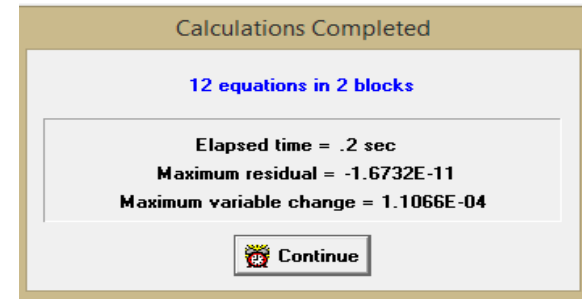 Calculations Completed
12 equations in 2 blocks
Elapsed time = .2 sec
Maximum residual = -1.6732E-11
Maximum variable change = 1.1066E-04
Continue